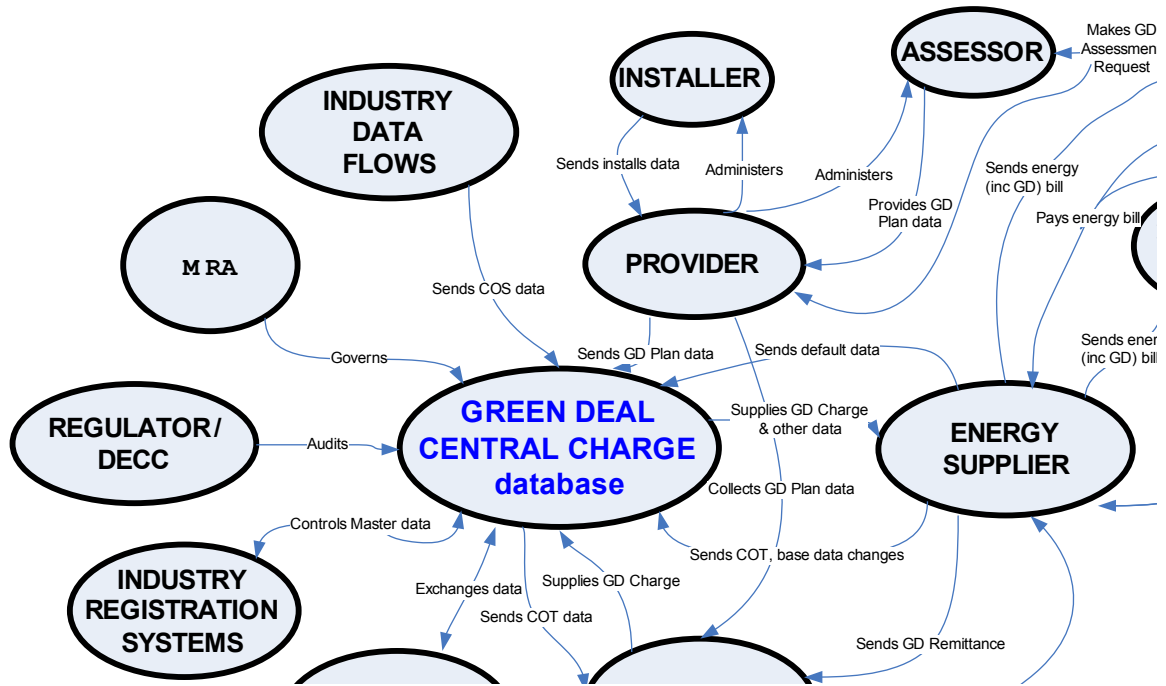 Makes GD
Assessmen
Request
ASSESSOR
INSTALLER
INDUSTRY
DATA
FLOWS
Sends installs data
Administers
Administers
Sends energy
(inc GD) bill
Provides GD
Plan data
Pays energy bill
MRA
PROVIDER
Sends COS data
Governs
Sends GD Plan data
Sends default data
Sends ener
(inc GD) bill
GREEN DEAL
CENTRAL CHARGE
database
Supplies GD Charge
& other data
REGULATOR/
DECC
Audits
ENERGY
SUPPLIER
Collects GD Plan data
Controls Master data
Sends COT, base data changes
INDUSTRY
REGISTRATION
SYSTEMS
Exchanges data
Supplies GD Charge
Sends COT data
Sends GD Remittance